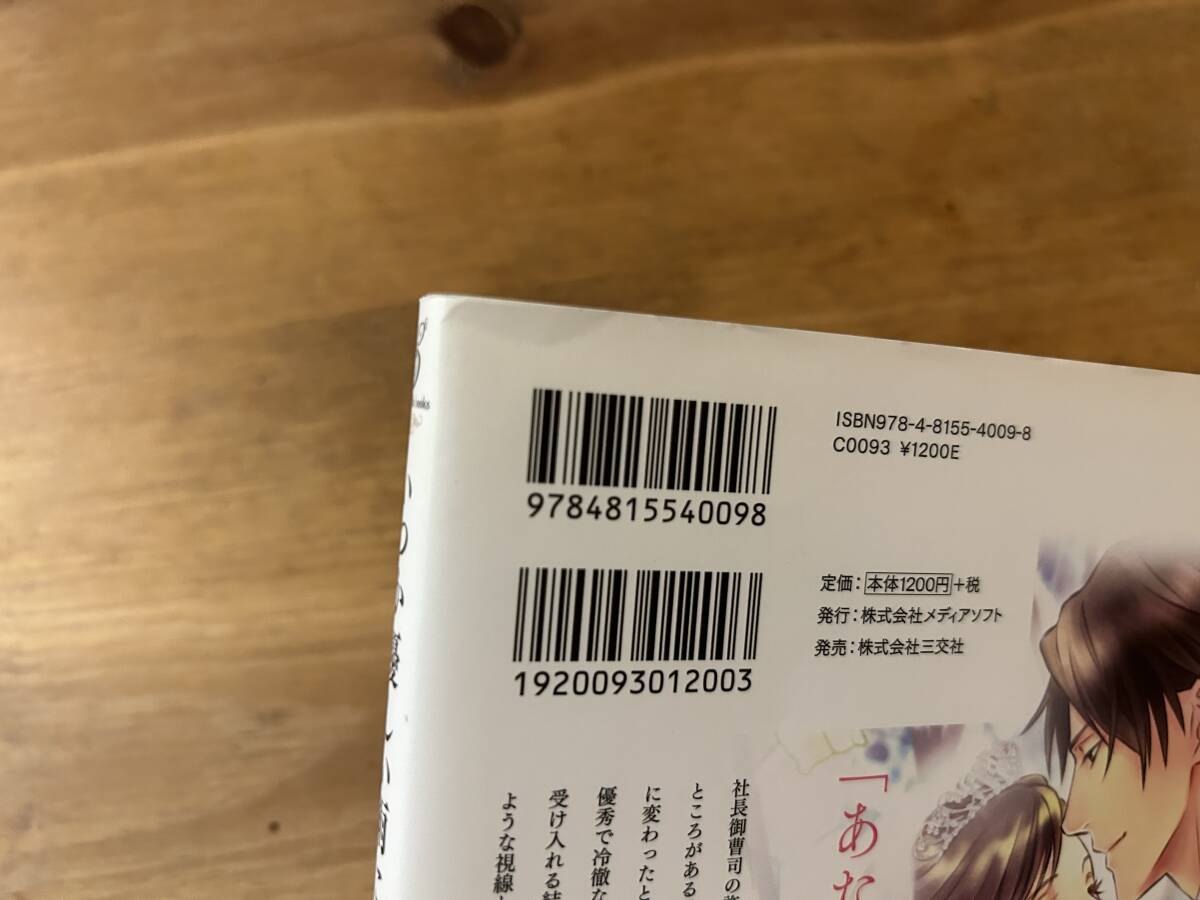 ISBN978-4-8155-4009-8
C0093 ¥1200E
9784815540098
1920093012003
定価：本体1200円+税
発行：株式会社メディアソフト
発売：株式会社三交社
「あな
社長御曹司の
ところがある
に変わったと
優秀で冷徹な
受け入れる結
ような視線